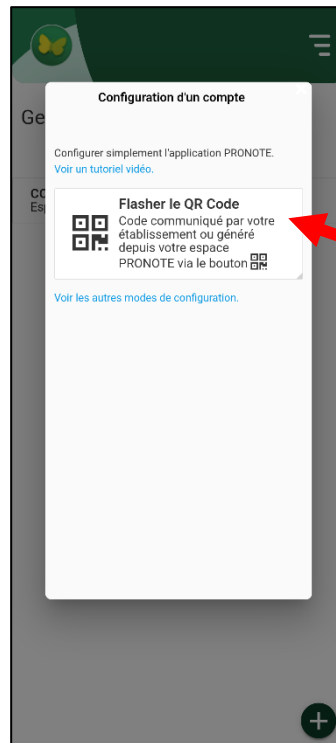 Configuration d'un compte
Ge
Configurer simplement l'application PRONOTE.
Voir un tutoriel vidéo.
Flasher le QR Code
Code communiqué par votre
établissement ou généré
depuis votre espace
PRONOTE via le bouton
Voir les autres modes de configuration.